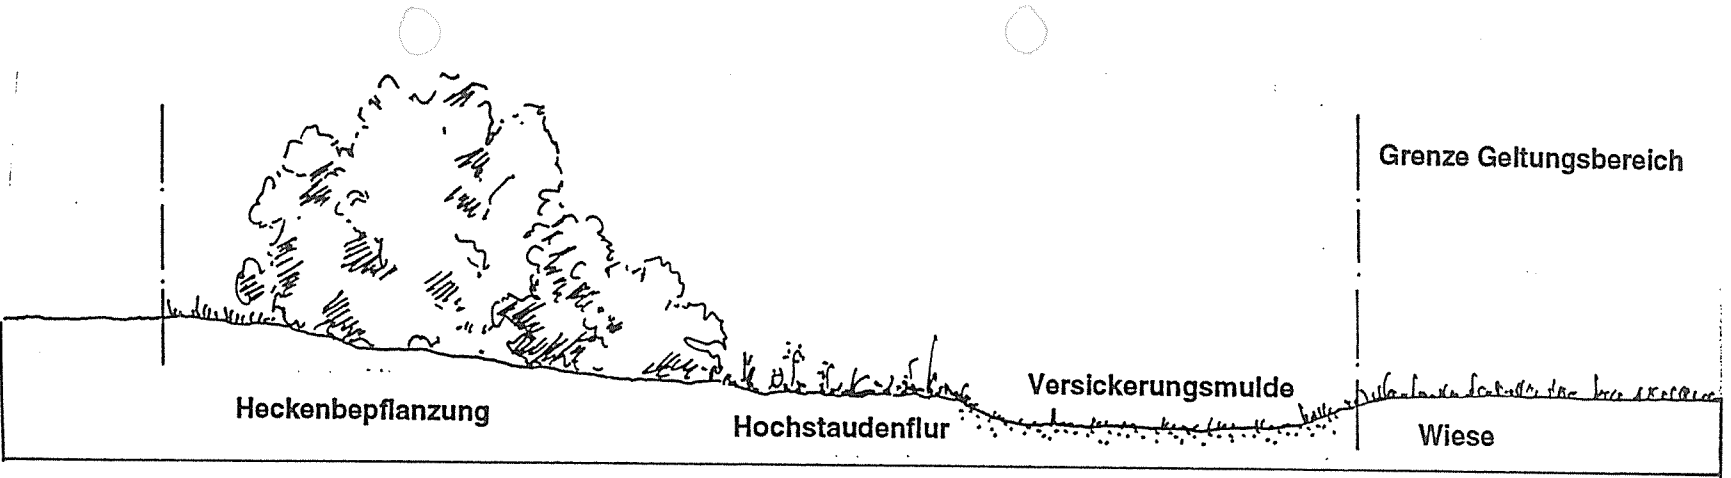 Grenze Geltungsbereich
Versickerungsmulde
Heckenbepflanzung
Hochstaudenflur
Wiese